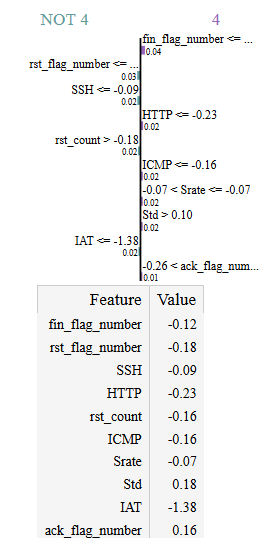 NOT 4
4
fin_flag_number <= ...
0.04
rst_flag_number <= ...
0.03
SSH <= -0.09
0.02
HTTP <= -0.23
0.02
rst_count > -0.18
0.02
ICMP <= -0.16
0.02
-0.07 < Srate <= -0.07
0.02
Std > 0.10
0.02
IAT <= -1.38
0.02
-0.26 < ack_flag_num...
0.01
Feature Value
fin_flag_number -0.12
rst_flag_number -0.18
SSH -0.09
HTTP -0.23
rst_count -0.16
ICMP -0.16
Srate -0.07
Std 0.18
IAT -1.38
ack_flag_number 0.16